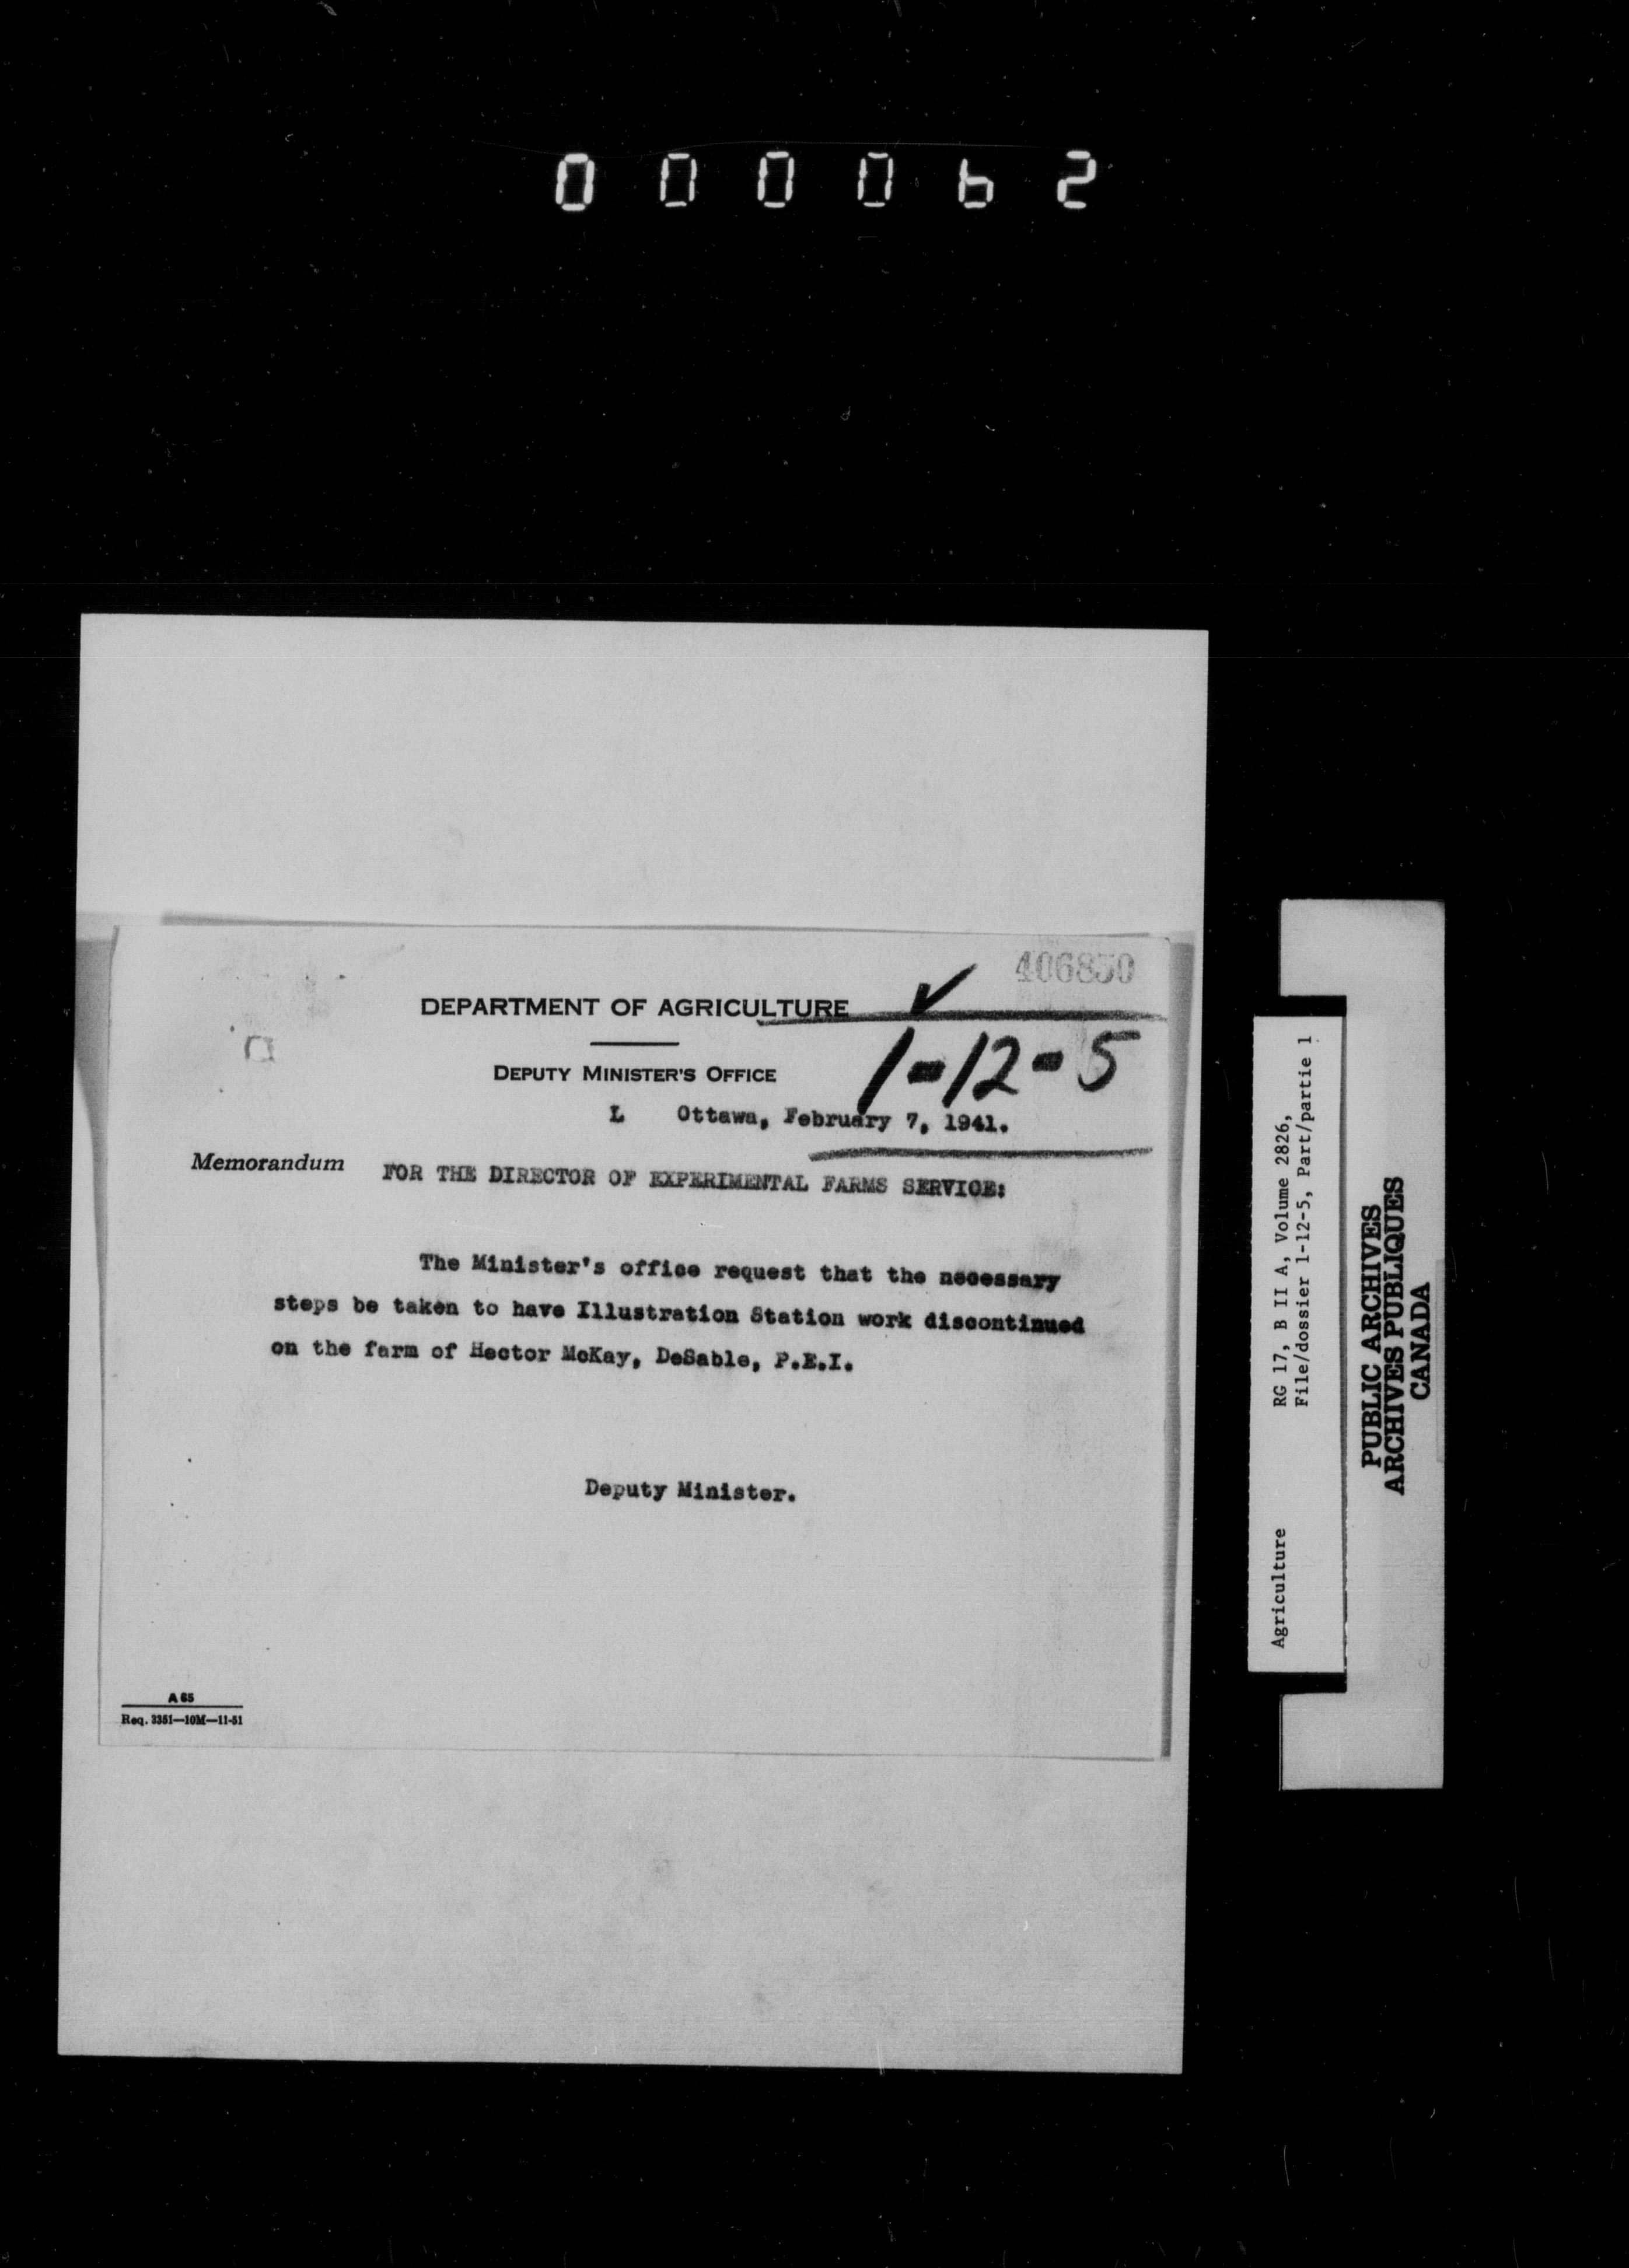 000062
406850
DEPARTMENT OF AGRICULTURE
1-12-5
DEPUTY MINISTER'S OFFICE
L Ottawa, February 7, 1941.
Memorandum FOR THE DIRECTOR OF EXPERIMENTAL FARMS SERVICE:
The Minister's office request that the necessary
steps be taken to have Illustration Station work discontinued
on the farm of Hector McKay, DeSable, P.E.I.
Deputy Minister.
A 65
Req. 3351—10M—11-51
Agriculture RG 17, B II A, Volume 2826,
File/dossier 1-12-5, Part/partie 1
PUBLIC ARCHIVES
ARCHIVES PUBLIQUES
CANADA